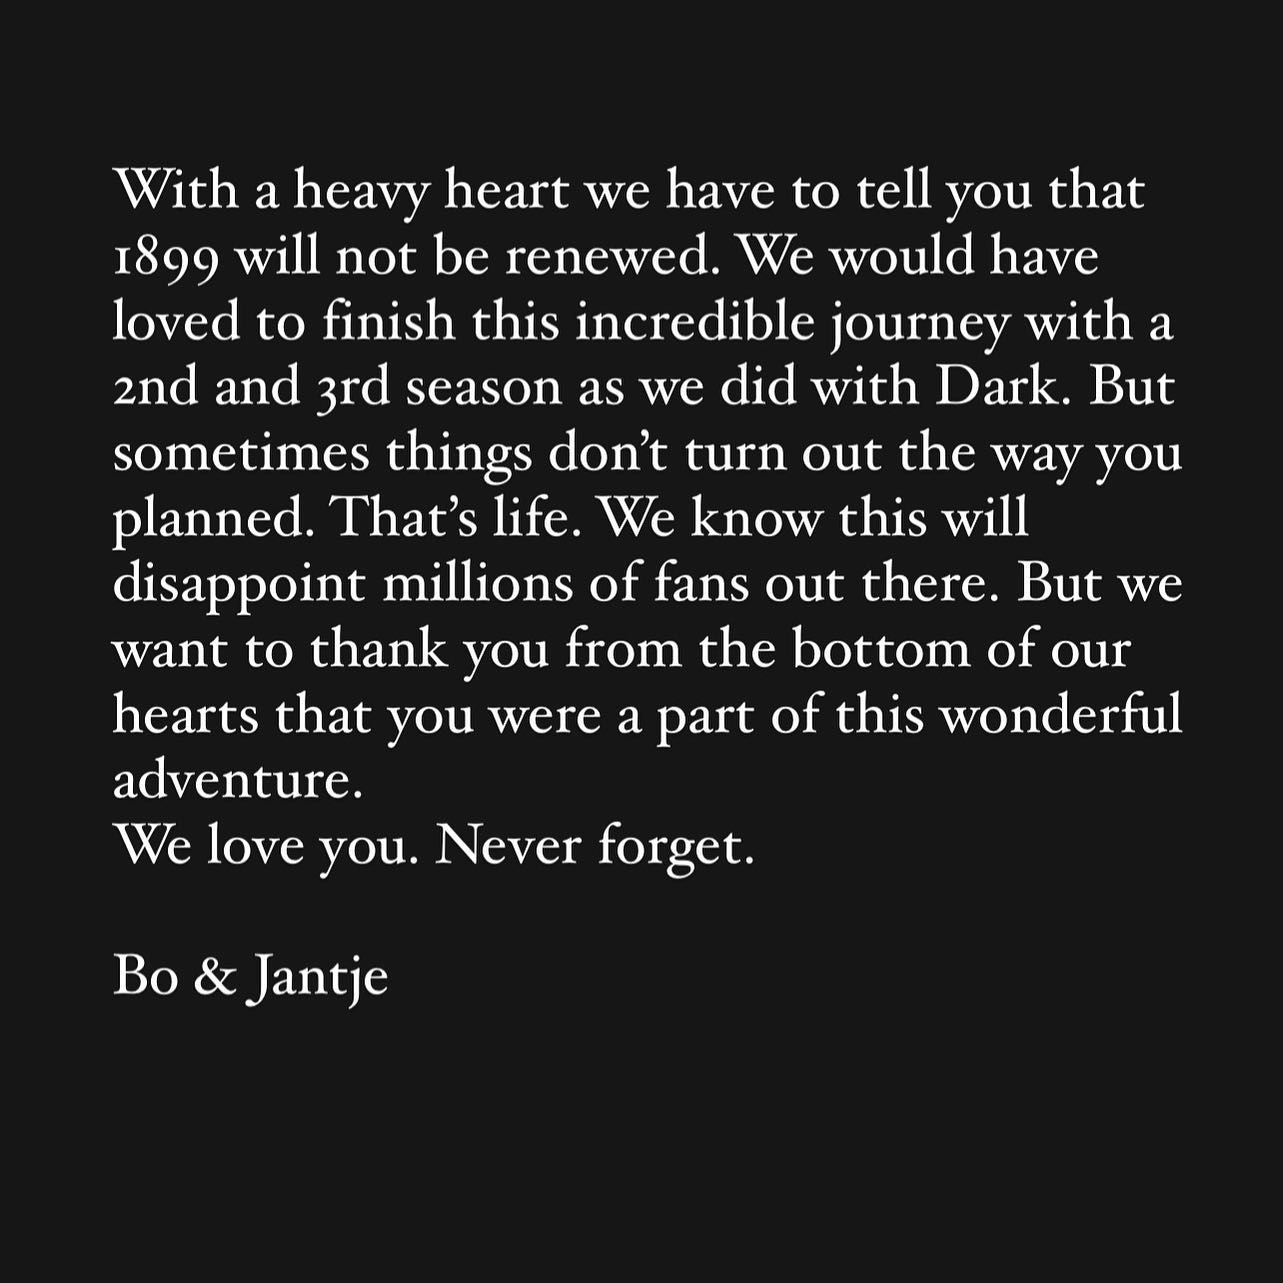 With a heavy heart we have to tell you that
1899 will not be renewed. We would have
loved to finish this incredible journey with a
2nd and 3rd season as we did with Dark. But
sometimes things don’t turn out the way you
planned. That’s life. We know this will
disappoint millions of fans out there. But we
want to thank you from the bottom of our
hearts that you were a part of this wonderful
adventure.
We love you. Never forget.
Bo & Jantje